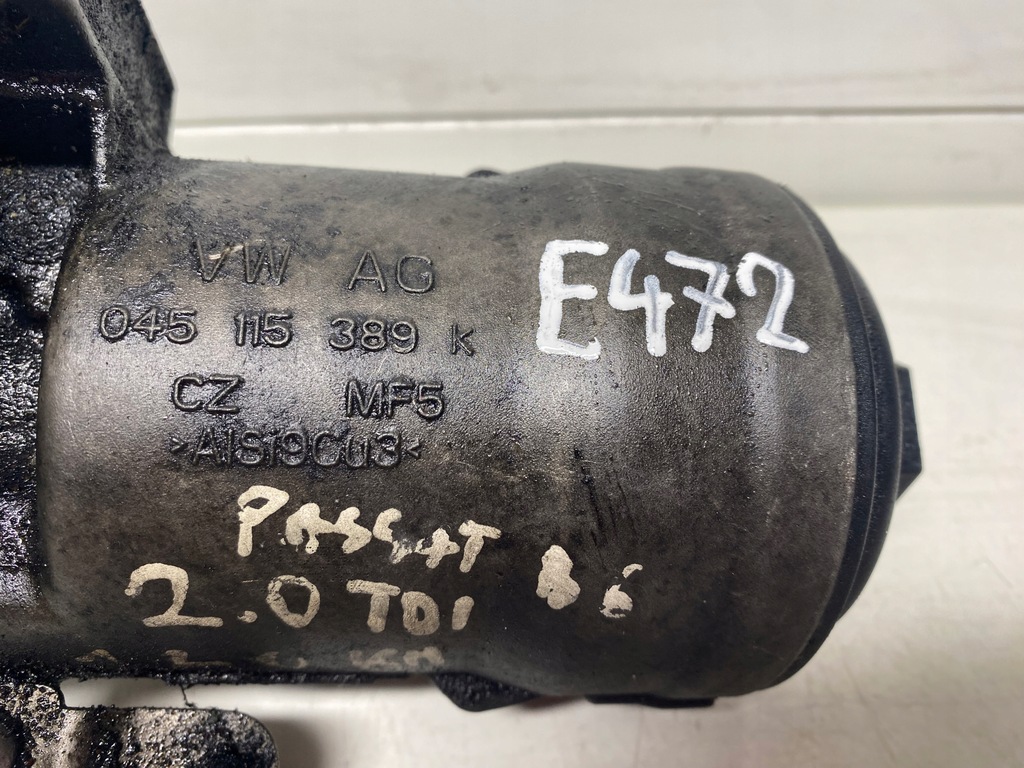 VW AG
045 115 389 K
CZ MF5
>AlSi9Cu3<
E472
PASSAT B6
2.0 TDI